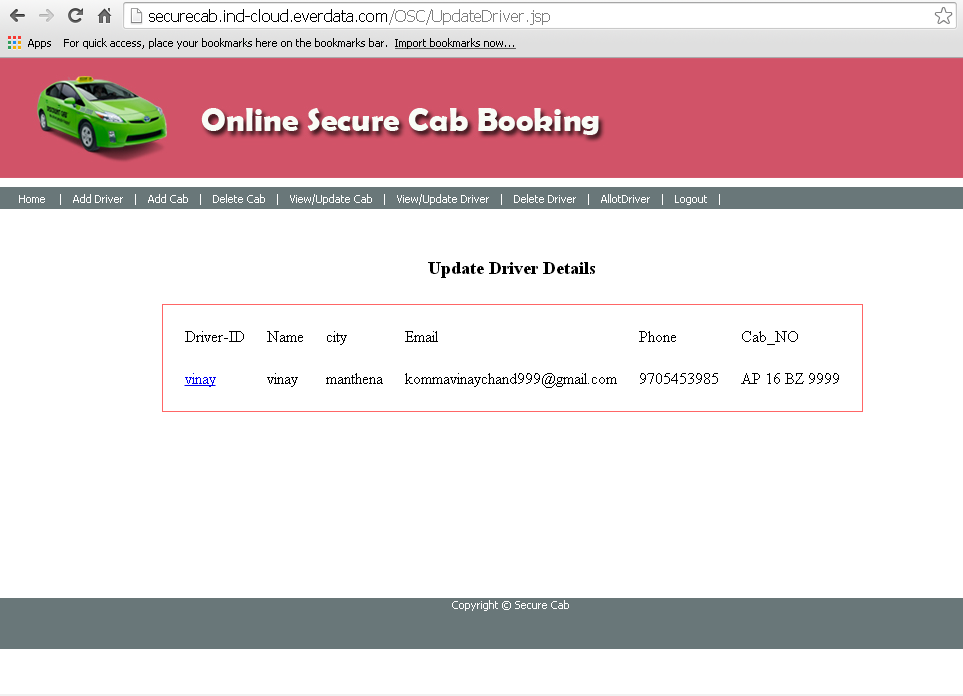 securecab.ind-cloud.everdata.com/OSC/UpdateDriver.jsp
Apps For quick access, place your bookmarks here on the bookmarks bar. Import bookmarks now...
Online Secure Cab Booking
Home | Add Driver | Add Cab | Delete Cab | View/Update Cab | View/Update Driver | Delete Driver | AllotDriver | Logout |
Update Driver Details
Driver-ID Name city Email Phone Cab_NO
vinay vinay manthena kommavinaychand999@gmail.com 9705453985 AP 16 BZ 9999
Copyright © Secure Cab